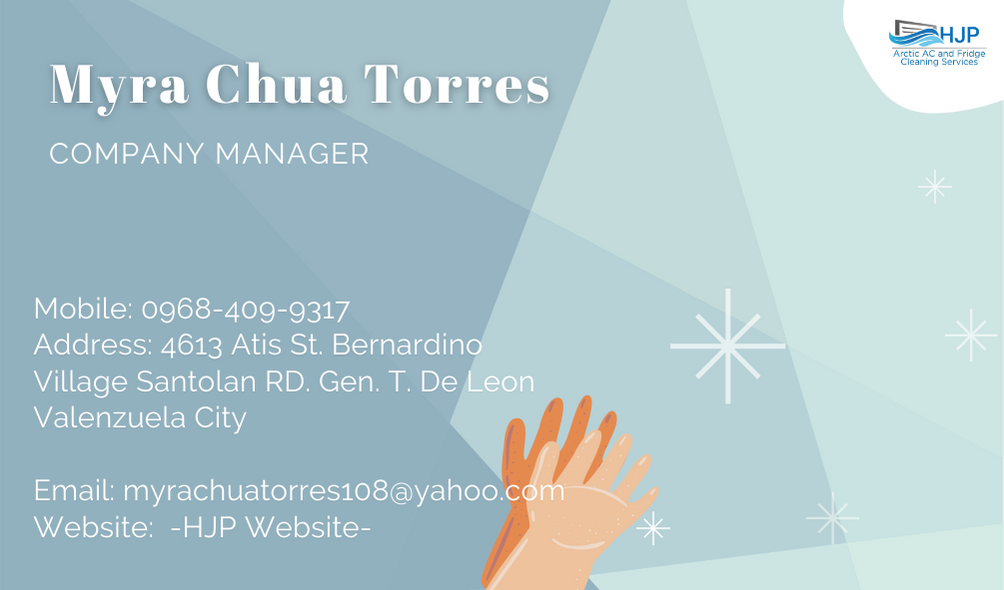 HJP
Arctic AC and Fridge
Cleaning Services
Myra Chua Torres
COMPANY MANAGER
Mobile: 0968-409-9317
Address: 4613 Atis St. Bernardino
Village Santolan RD. Gen. T. De Leon
Valenzuela City
Email: myrachuatorres108@yahoo.com
Website: -HJP Website-